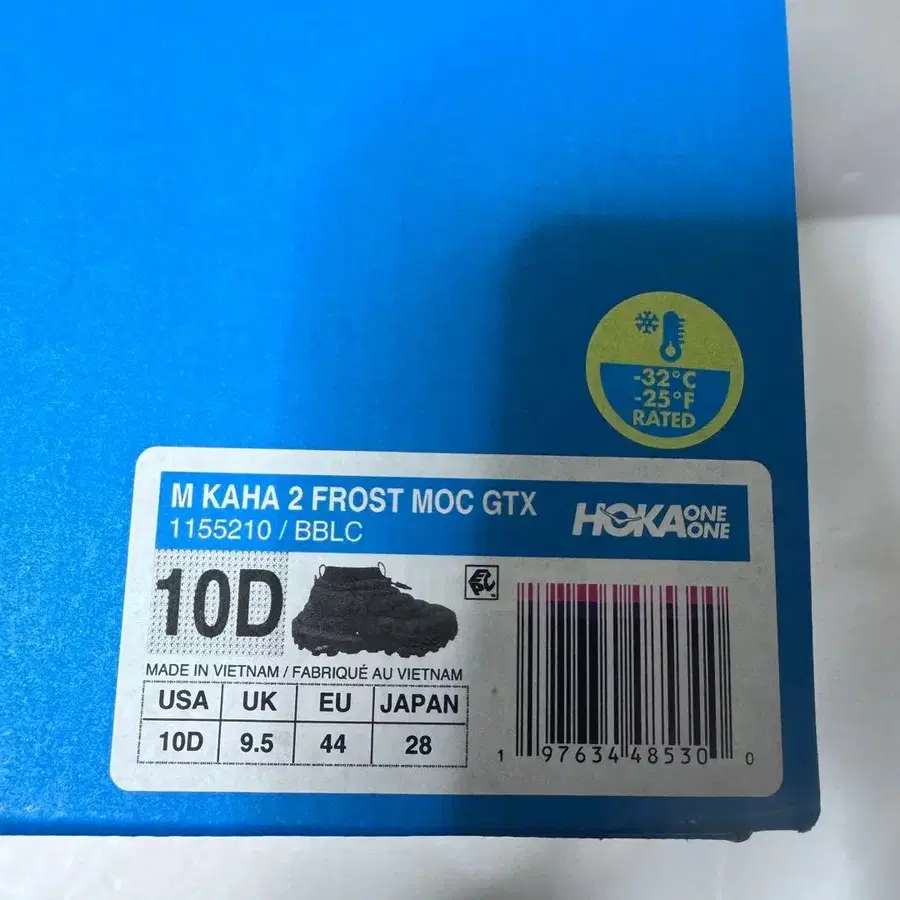 -32°C
-25°F
RATED
M KAHA 2 FROST MOC GTX
1155210 / BBLC
HOKA ONE ONE
10D
MADE IN VIETNAM / FABRIQUÉ AU VIETNAM
USA UK EU JAPAN
10D 9.5 44 28
1 97634 48530 0